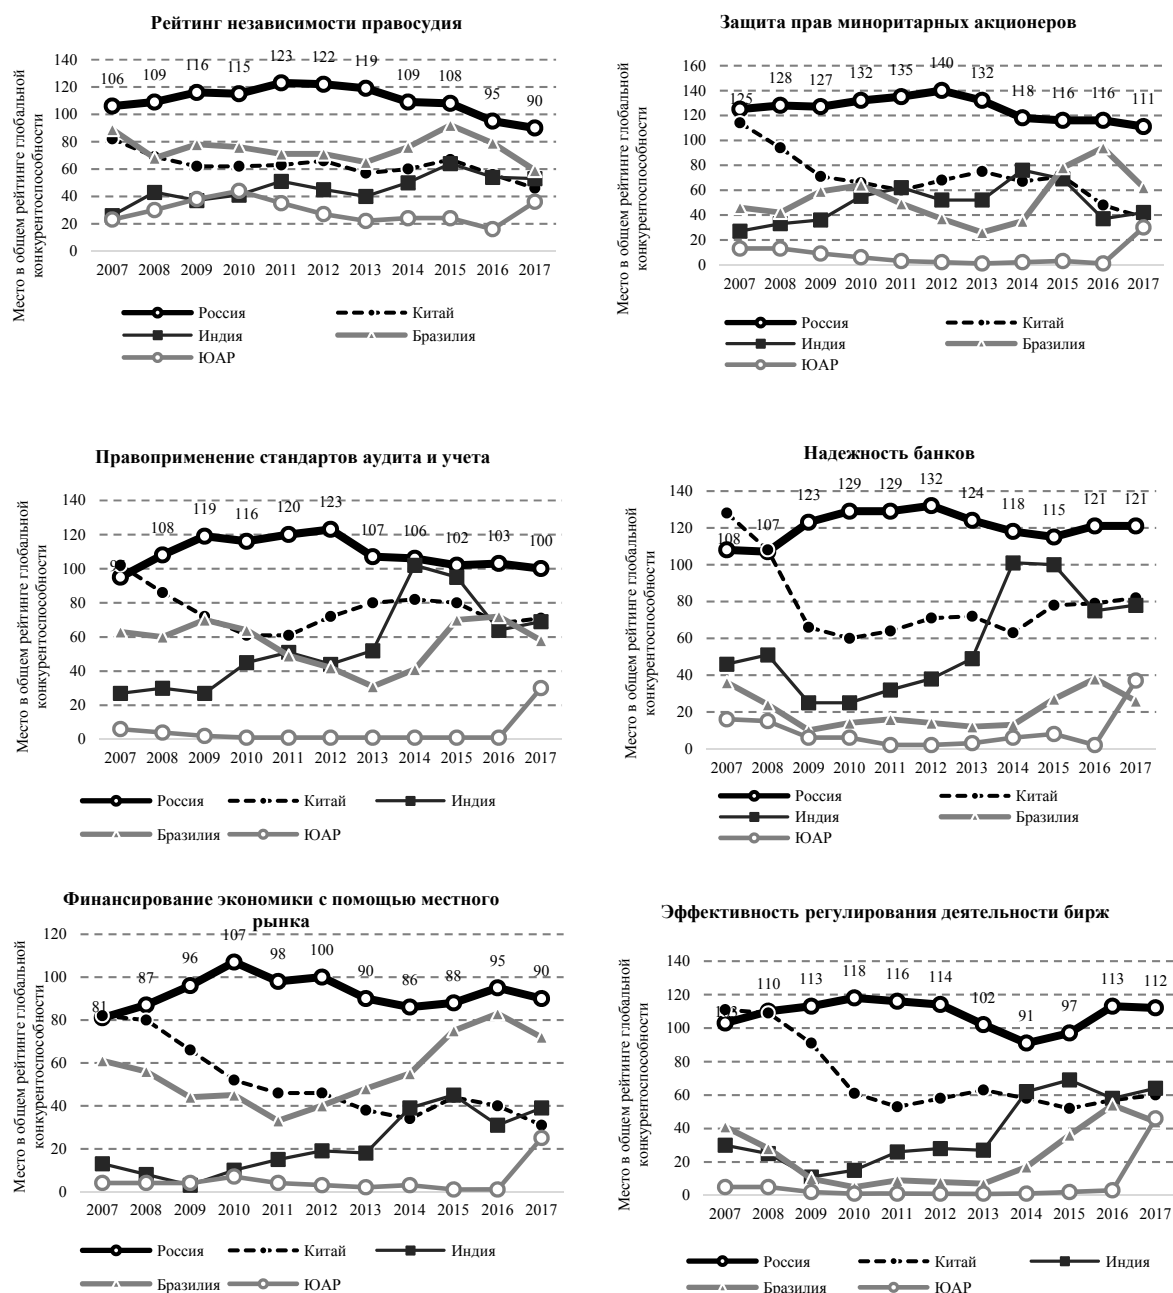 Рейтинг независимости правосудия
Место в общем рейтинге глобальной
конкурентоспособности
140
120
100
80
60
40
20
0
106 109 116 115 123 122 119 109 108 95 90
2007 2008 2009 2010 2011 2012 2013 2014 2015 2016 2017
Россия Китай
Индия Бразилия
ЮАР
Защита прав миноритарных акционеров
Место в общем рейтинге глобальной
конкурентоспособности
160
140
120
100
80
60
40
20
0
125 128 127 132 135 140 132 118 116 116 111
2007 2008 2009 2010 2011 2012 2013 2014 2015 2016 2017
Россия Китай
Индия Бразилия
ЮАР
Правоприменение стандартов аудита и учета
Место в общем рейтинге глобальной
конкурентоспособности
140
120
100
80
60
40
20
0
108 119 116 120 123 107 106 102 103 100
2007 2008 2009 2010 2011 2012 2013 2014 2015 2016 2017
Россия Китай Индия
Бразилия ЮАР
Надежность банков
Место в общем рейтинге глобальной
конкурентоспособности
140
120
100
80
60
40
20
0
108 107 123 129 129 132 124 118 115 121 121
2007 2008 2009 2010 2011 2012 2013 2014 2015 2016 2017
Россия Китай
Индия Бразилия
ЮАР
Финансирование экономики с помощью местного
рынка
Место в общем рейтинге глобальной
конкурентоспособности
120
100
80
60
40
20
0
81 87 96 107 98 100 90 86 88 95 90
2007 2008 2009 2010 2011 2012 2013 2014 2015 2016 2017
Россия Китай Индия
Бразилия ЮАР
Эффективность регулирования деятельности бирж
Место в общем рейтинге глобальной
конкурентоспособности
140
120
100
80
60
40
20
0
103 110 113 118 116 114 102 91 97 113 112
2007 2008 2009 2010 2011 2012 2013 2014 2015 2016 2017
Россия Китай Индия
Бразилия ЮАР